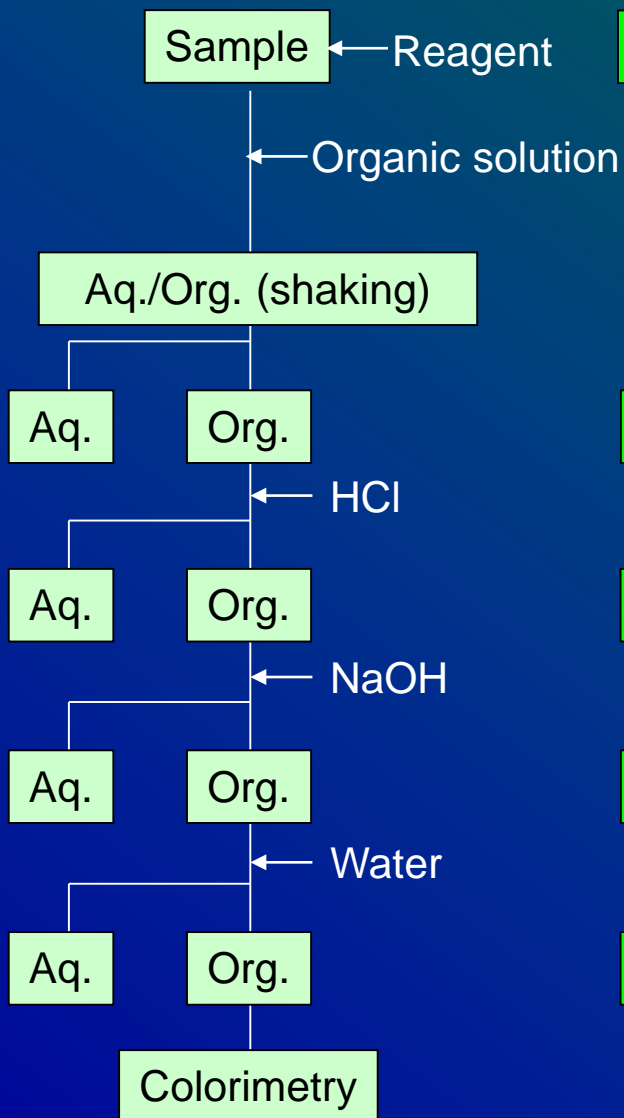 Sample
Reagent
Organic solution
Aq./Org. (shaking)
Aq.
Org.
HCl
Aq.
Org.
NaOH
Aq.
Org.
Water
Aq.
Org.
Colorimetry